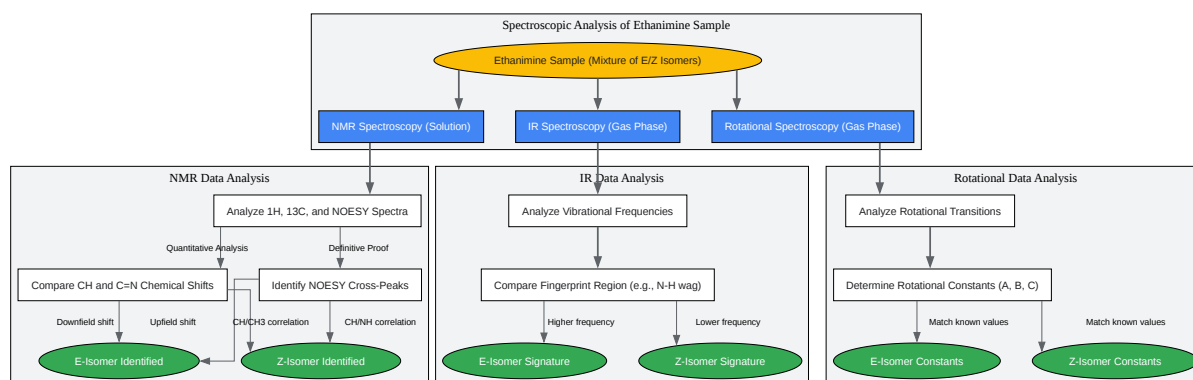 Spectroscopic Analysis of Ethanimine Sample
Ethanimine Sample (Mixture of E/Z Isomers)
NMR Spectroscopy (Solution)
IR Spectroscopy (Gas Phase)
Rotational Spectroscopy (Gas Phase)
NMR Data Analysis
IR Data Analysis
Rotational Data Analysis
Analyze 1H, 13C, and NOESY Spectra
Analyze Vibrational Frequencies
Analyze Rotational Transitions
Quantitative Analysis
Definitive Proof
Compare CH and C=N Chemical Shifts
Identify NOESY Cross-Peaks
Compare Fingerprint Region (e.g., N-H wag)
Determine Rotational Constants (A, B, C)
Downfield shift
Upfield shift
CH/CH3 correlation
CH/NH correlation
Higher frequency
Lower frequency
Match known values
Match known values
E-Isomer Identified
Z-Isomer Identified
E-Isomer Signature
Z-Isomer Signature
E-Isomer Constants
Z-Isomer Constants